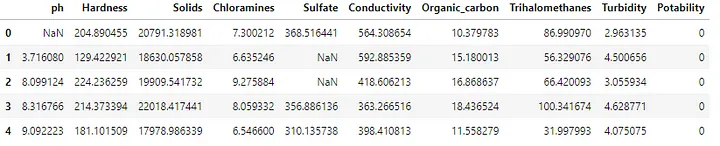 ph Hardness Solids Chloramines Sulfate Conductivity Organic_carbon Trihalomethanes Turbidity Potability
0 NaN 204.890455 20791.318981 7.300212 368.516441 564.308654 10.379783 86.990970 2.963135 0
1 3.716080 129.422921 18630.057858 6.635246 NaN 592.885359 15.180013 56.329076 4.500656 0
2 8.099124 224.236259 19909.541732 9.275884 NaN 418.606213 16.868637 66.420093 3.055934 0
3 8.316766 214.373394 22018.417441 8.059332 356.886136 363.266516 18.436524 100.341674 4.628771 0
4 9.092223 181.101509 17978.986339 6.546600 310.135738 398.410813 11.558279 31.997993 4.075075 0